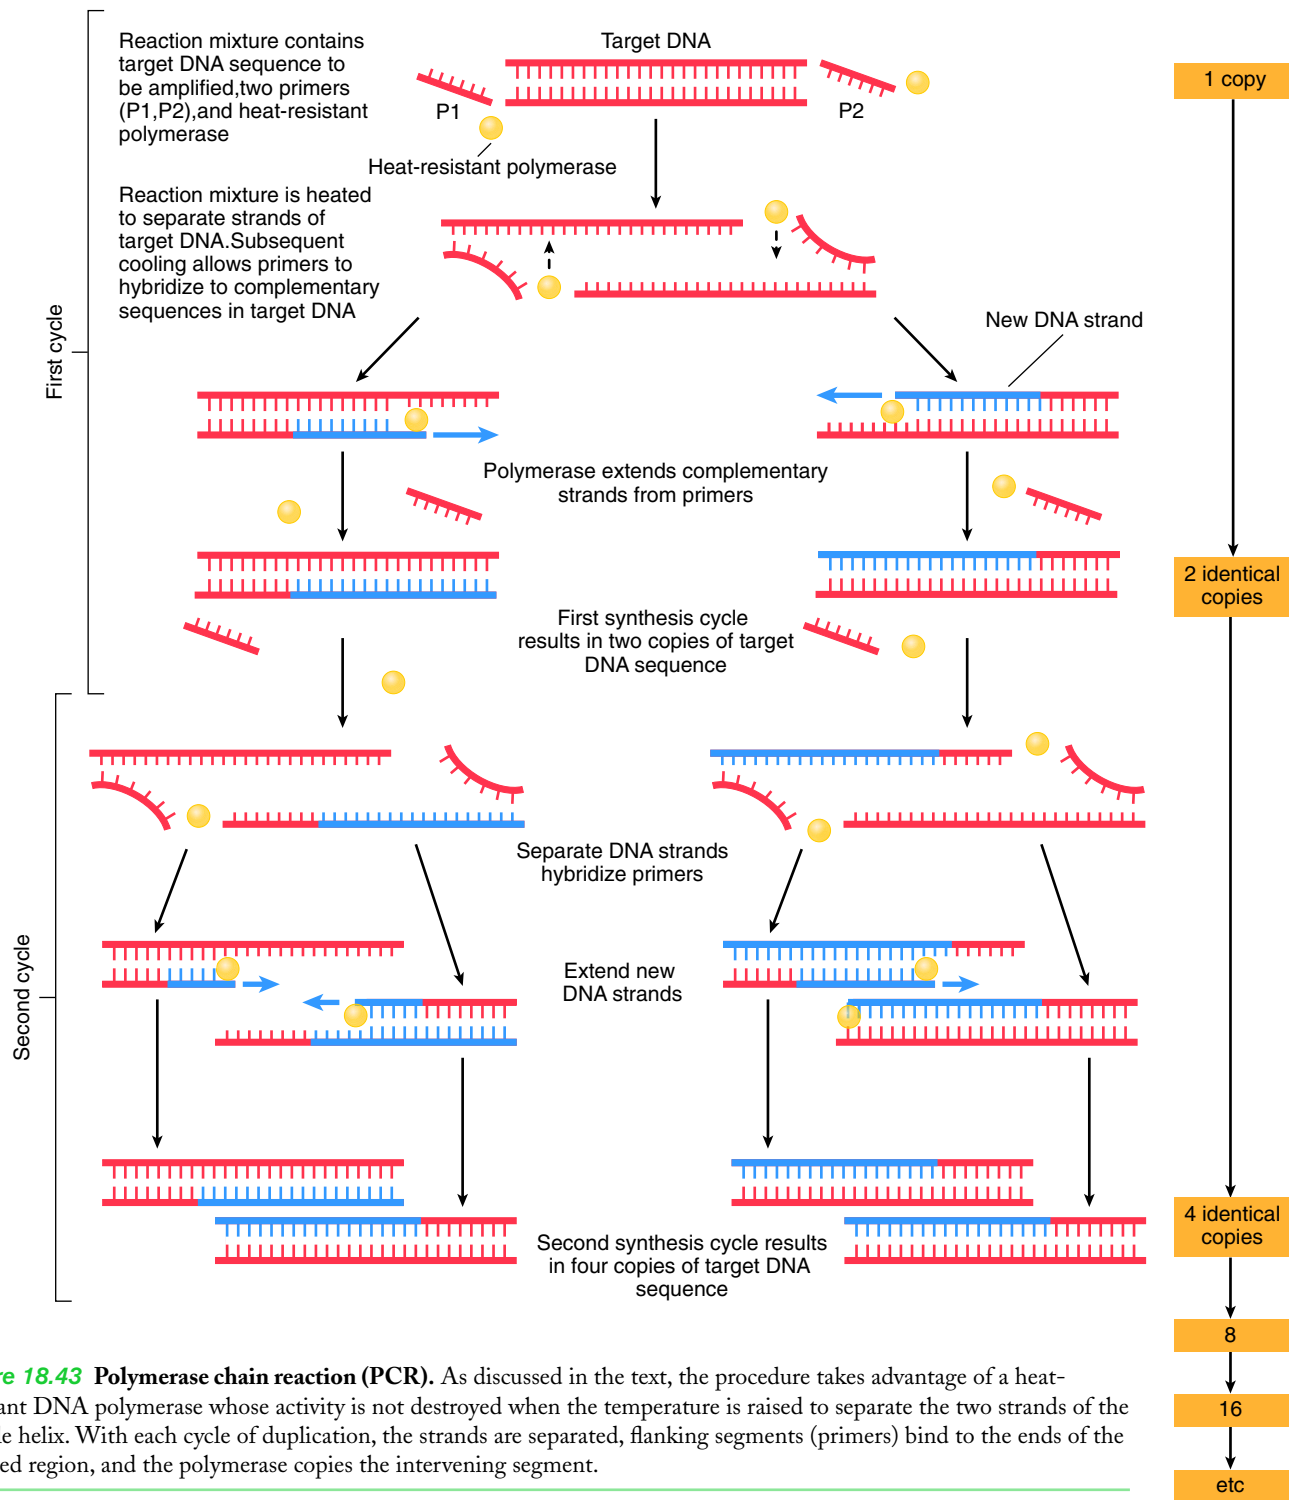 Reaction mixture contains
target DNA sequence to
be amplified,two primers
(P1,P2),and heat-resistant
polymerase
Target DNA
P1
P2
Heat-resistant polymerase
1 copy
Reaction mixture is heated
to separate strands of
target DNA.Subsequent
cooling allows primers to
hybridize to complementary
sequences in target DNA
First cycle
New DNA strand
Polymerase extends complementary
strands from primers
2 identical
copies
First synthesis cycle
results in two copies of target
DNA sequence
Separate DNA strands
hybridize primers
Second cycle
Extend new
DNA strands
4 identical
copies
Second synthesis cycle results
in four copies of target DNA
sequence
8
16
etc
re 18.43 Polymerase chain reaction (PCR). As discussed in the text, the procedure takes advantage of a heat-
ant DNA polymerase whose activity is not destroyed when the temperature is raised to separate the two strands of the
le helix. With each cycle of duplication, the strands are separated, flanking segments (primers) bind to the ends of the
ed region, and the polymerase copies the intervening segment.